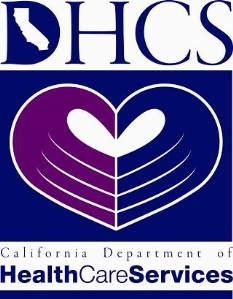 DHCS
California Department of
HealthCareServices